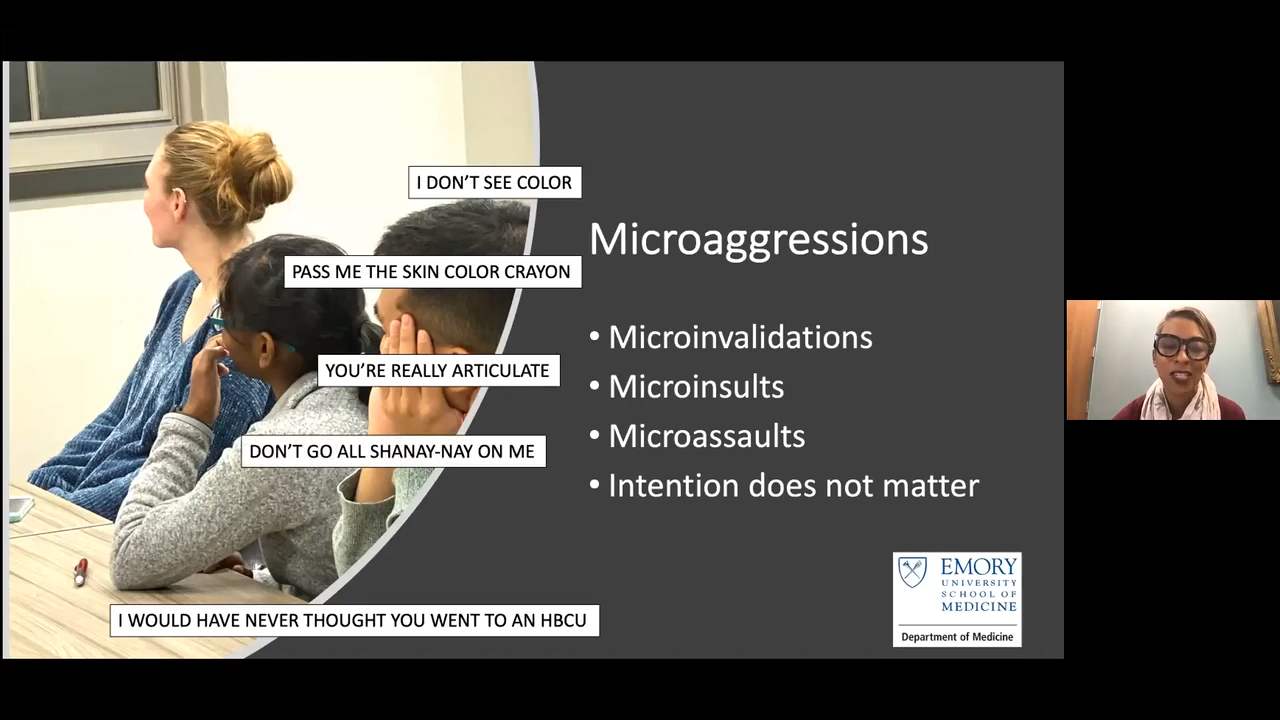 I DON'T SEE COLOR
PASS ME THE SKIN COLOR CRAYON
YOU'RE REALLY ARTICULATE
DON'T GO ALL SHANAY-NAY ON ME
I WOULD HAVE NEVER THOUGHT YOU WENT TO AN HBCU
Microaggressions
• Microinvalidations
• Microinsults
• Microassaults
• Intention does not matter
EMORY
UNIVERSITY
SCHOOL OF
MEDICINE
Department of Medicine